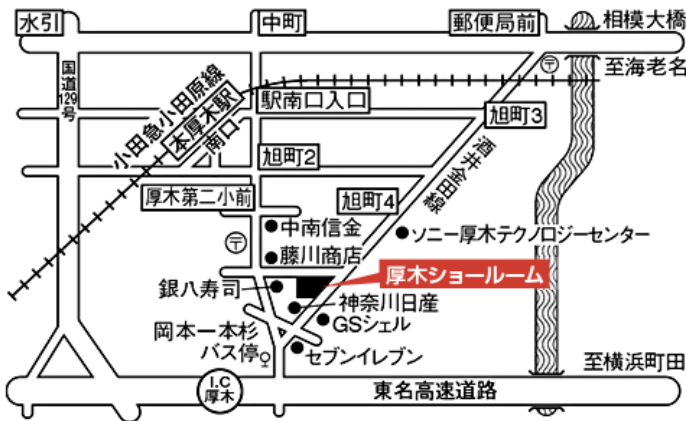 水引
中町
郵便局前
相模大橋
〒
至海老名
国道129号
小田急小田原線
本厚木駅
南口
駅南口入口
旭町3
旭町2
酒井金田線
厚木第二小前
旭町4
中南信金
ソニー厚木テクノロジーセンター
〒
藤川商店
厚木ショールーム
銀八寿司
神奈川日産
GSシェル
岡本一本杉
バス停
セブンイレブン
至横浜町田
I.C
厚木
東名高速道路